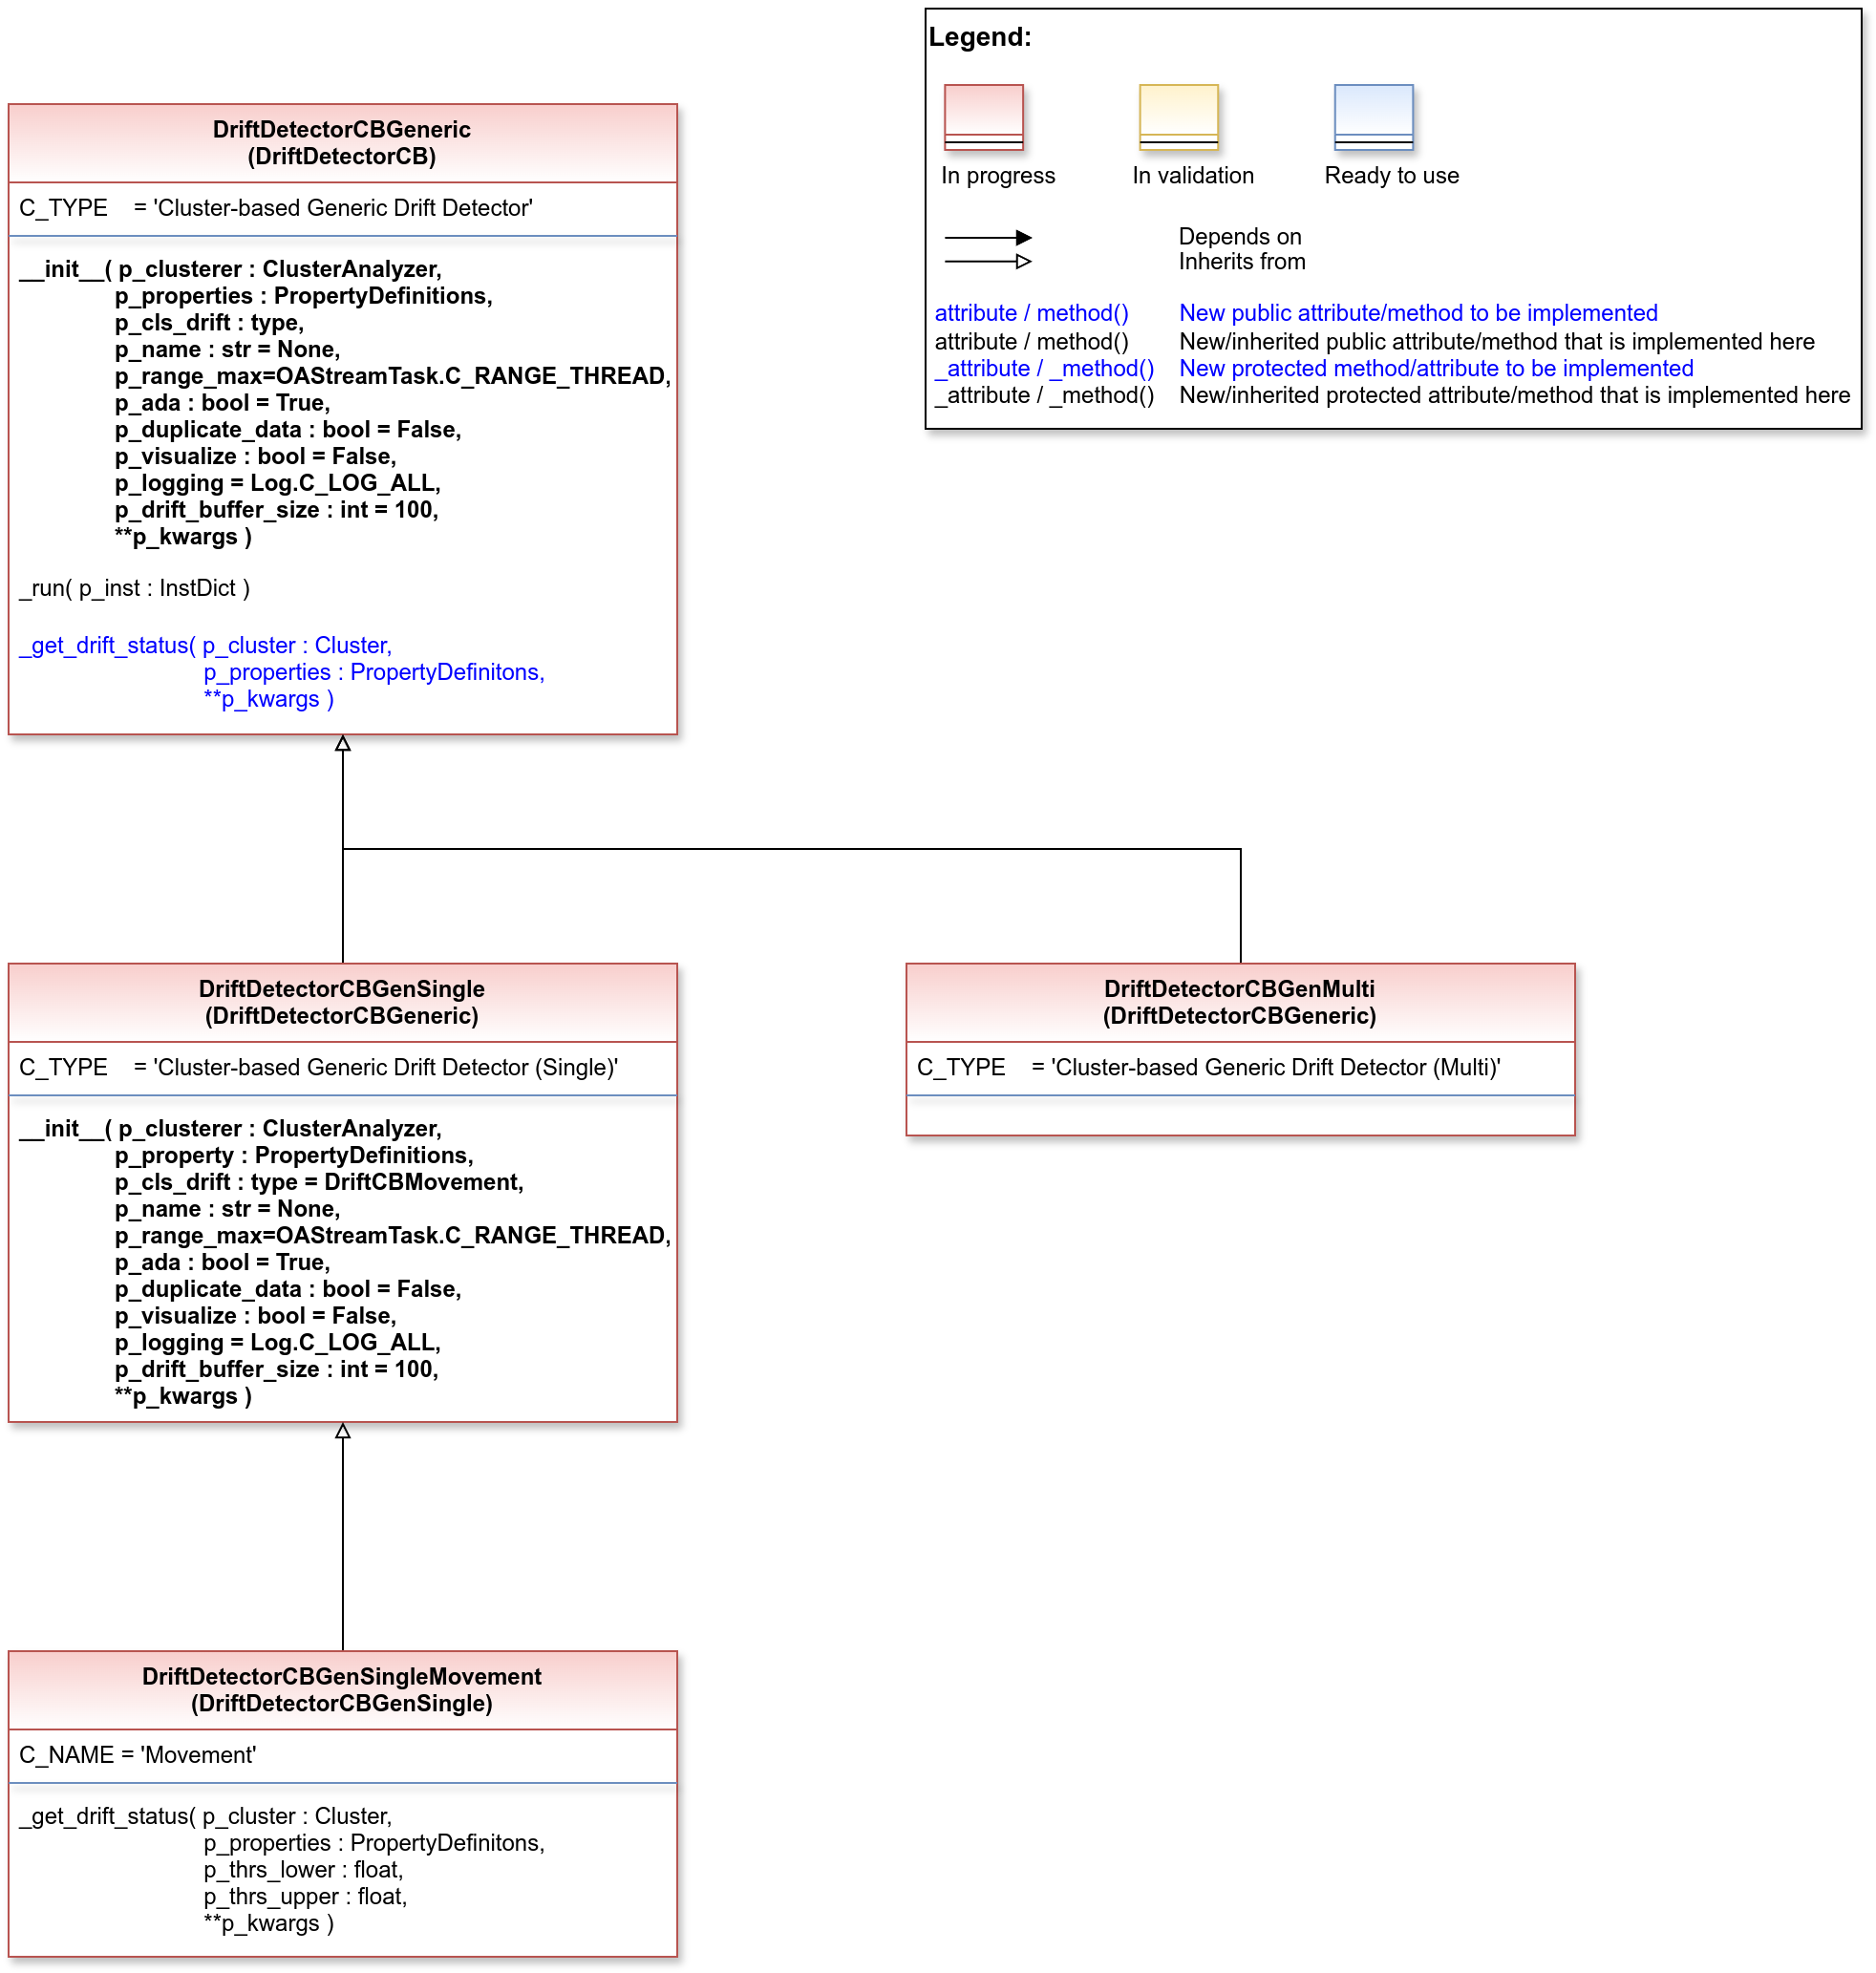 Legend:
In progress
In validation
Ready to use
Depends on
Inherits from
attribute / method() New public attribute/method to be implemented
attribute / method() New/inherited public attribute/method that is implemented here
_attribute / _method() New protected method/attribute to be implemented
_attribute / _method() New/inherited protected attribute/method that is implemented here
DriftDetectorCBGeneric
(DriftDetectorCB)
C_TYPE = 'Cluster-based Generic Drift Detector'
__init__( p_clusterer : ClusterAnalyzer,
p_properties : PropertyDefinitions,
p_cls_drift : type,
p_name : str = None,
p_range_max=OAStreamTask.C_RANGE_THREAD,
p_ada : bool = True,
p_duplicate_data : bool = False,
p_visualize : bool = False,
p_logging = Log.C_LOG_ALL,
p_drift_buffer_size : int = 100,
**p_kwargs )
_run( p_inst : InstDict )
_get_drift_status( p_cluster : Cluster,
p_properties : PropertyDefinitons,
**p_kwargs )
DriftDetectorCBGenSingle
(DriftDetectorCBGeneric)
C_TYPE = 'Cluster-based Generic Drift Detector (Single)'
__init__( p_clusterer : ClusterAnalyzer,
p_property : PropertyDefinitions,
p_cls_drift : type = DriftCBMovement,
p_name : str = None,
p_range_max=OAStreamTask.C_RANGE_THREAD,
p_ada : bool = True,
p_duplicate_data : bool = False,
p_visualize : bool = False,
p_logging = Log.C_LOG_ALL,
p_drift_buffer_size : int = 100,
**p_kwargs )
DriftDetectorCBGenMulti
(DriftDetectorCBGeneric)
C_TYPE = 'Cluster-based Generic Drift Detector (Multi)'
DriftDetectorCBGenSingleMovement
(DriftDetectorCBGenSingle)
C_NAME = 'Movement'
_get_drift_status( p_cluster : Cluster,
p_properties : PropertyDefinitons,
p_thrs_lower : float,
p_thrs_upper : float,
**p_kwargs )